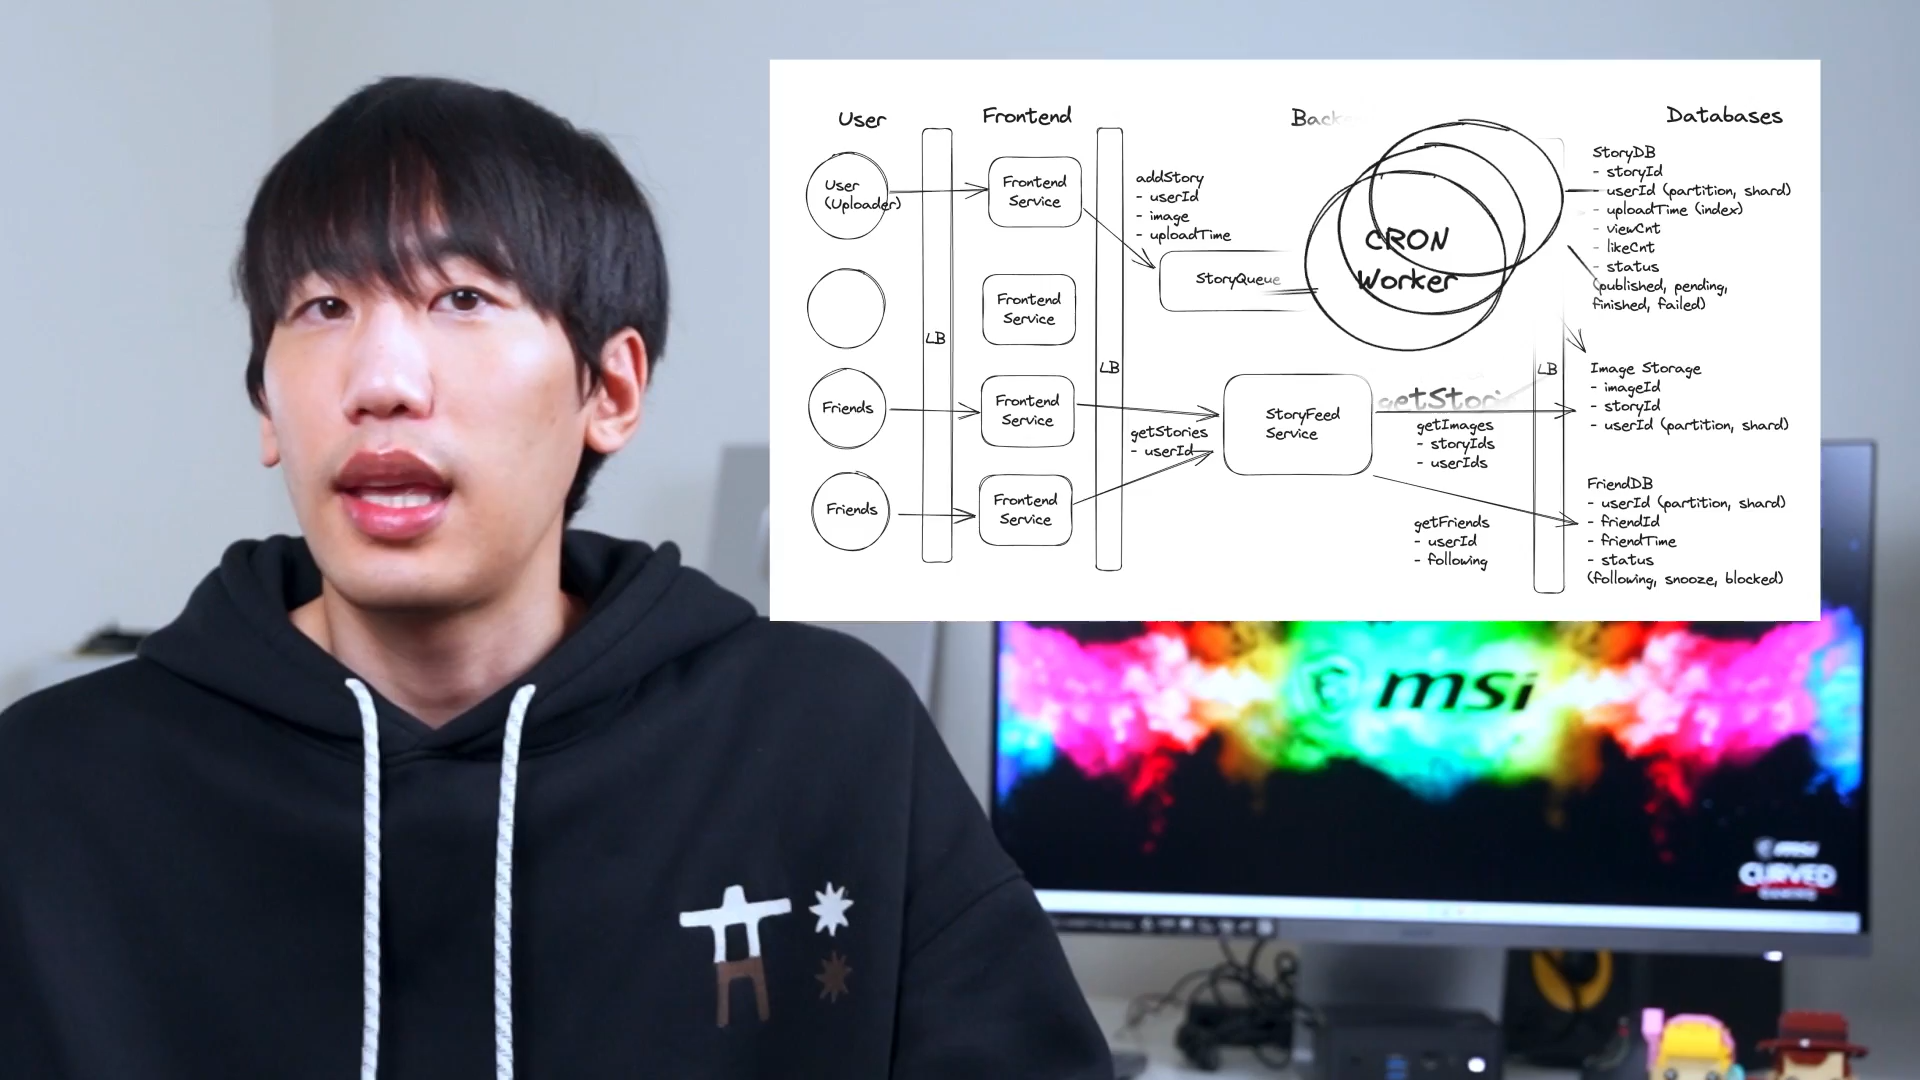 User
Frontend
Databases
User
(Uploader)
Frontend
Service
addStory
- userId
- image
- uploadTime
StoryQueue
CRON
Worker
StoryDB
- storyId
- userId (partition, shard)
- uploadTime (index)
- viewCnt
- likeCnt
- status
(published, pending,
finished, failed)
Frontend
Service
LB
LB
LB
Friends
Frontend
Service
getStories
- userId
StoryFeed
Service
getImages
- storyIds
- userIds
Image Storage
- imageId
- storyId
- userId (partition, shard)
Friends
Frontend
Service
getFriends
- userId
- following
FriendDB
- userId (partition, shard)
- friendId
- friendTime
- status
(following, snooze, blocked)
msi
msi
CURVED